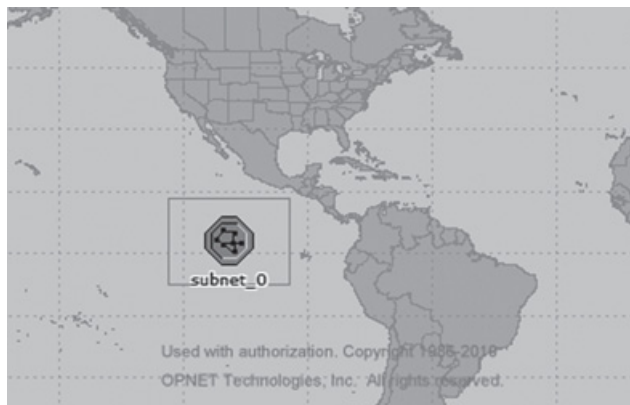 subnet_0
Used with authorization. Copyright 1986-2010
OPNET Technologies, Inc. All rights reserved.